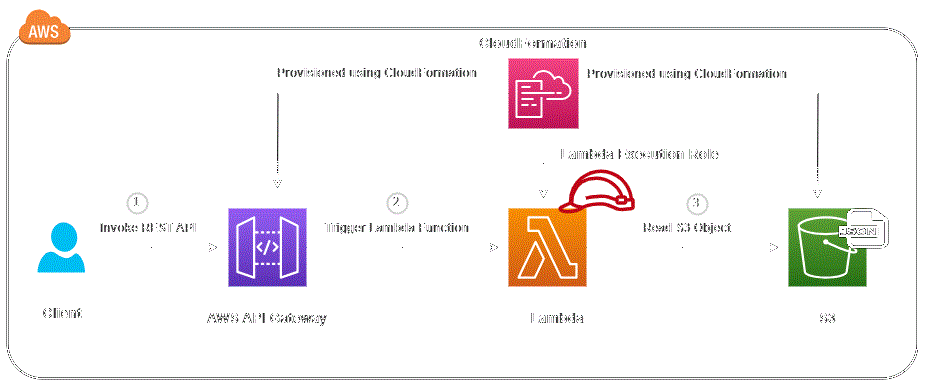 AWS
CloudFormation
Provisioned using CloudFormation
Provisioned using CloudFormation
Lambda Execution Role
1
2
3
Invoke REST API
Trigger Lambda Function
Read S3 Object
JSON
Client
AWS API Gateway
Lambda
S3